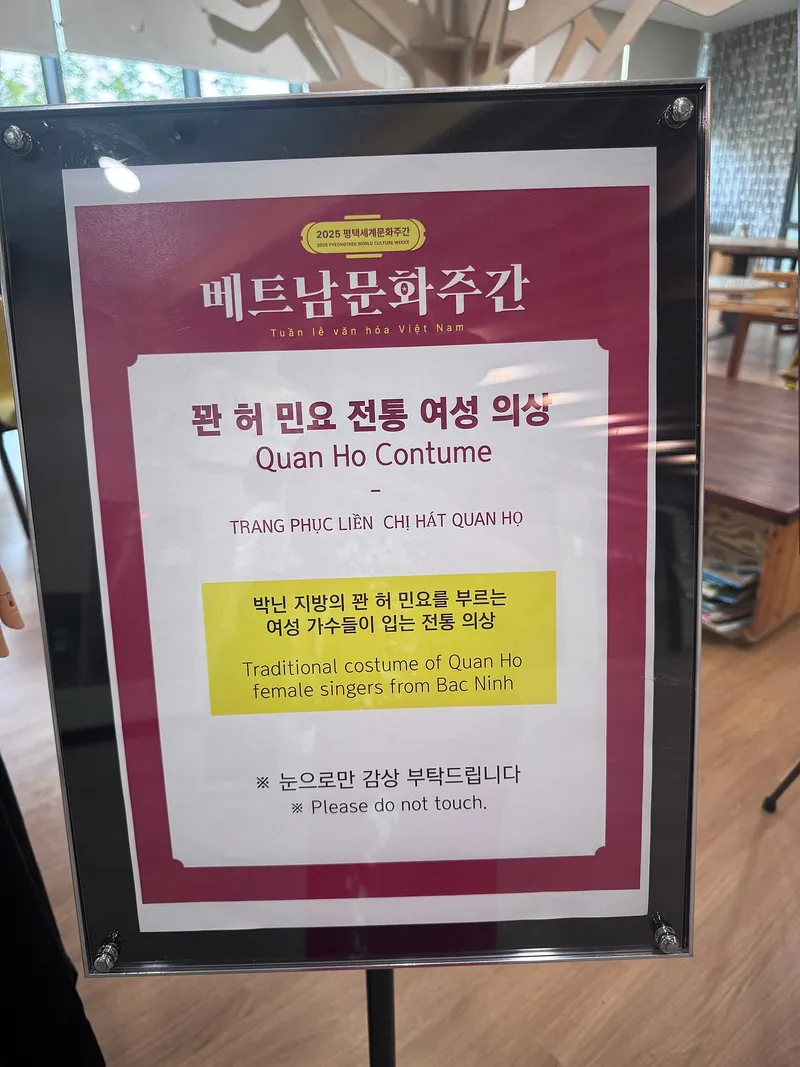 2025 평택세계문화주간
2025 PYEONGTAEK WORLD CULTURE WEEKS
베트남문화주간
Tuần lễ văn hóa Việt Nam
꽌 허 민요 전통 여성 의상
Quan Ho Contume
-
TRANG PHỤC LIỀN CHỊ HÁT QUAN HỌ
박닌 지방의 꽌 허 민요를 부르는
여성 가수들이 입는 전통 의상
Traditional costume of Quan Ho
female singers from Bac Ninh
※ 눈으로만 감상 부탁드립니다
※ Please do not touch.